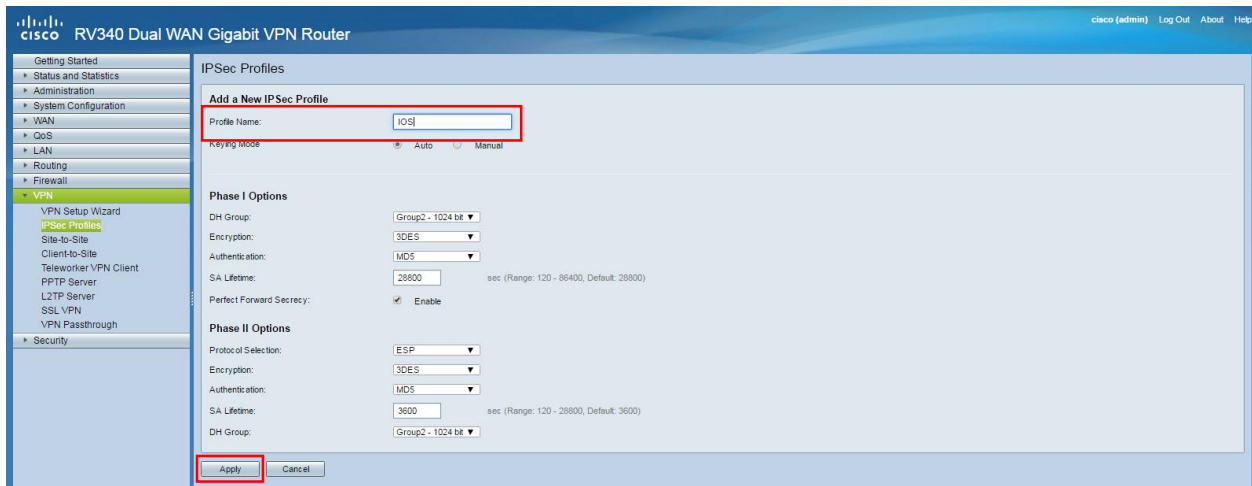 cisco RV340 Dual WAN Gigabit VPN Router
cisco (admin) Log Out About Help
Getting Started
Status and Statistics
Administration
System Configuration
WAN
QoS
LAN
Routing
Firewall
VPN
VPN Setup Wizard
IPSec Profiles
Site-to-Site
Client-to-Site
Teleworker VPN Client
PPTP Server
L2TP Server
SSL VPN
VPN Passthrough
Security
IPSec Profiles
Add a New IPSec Profile
Profile Name: IOS
Keying Mode Auto Manual
Phase I Options
DH Group: Group2 - 1024 bit
Encryption: 3DES
Authentication: MD5
SA Lifetime: 28800 sec (Range: 120 - 86400, Default: 28800)
Perfect Forward Secrecy: Enable
Phase II Options
Protocol Selection: ESP
Encryption: 3DES
Authentication: MD5
SA Lifetime: 3600 sec (Range: 120 - 28800, Default: 3600)
DH Group: Group2 - 1024 bit
Apply Cancel